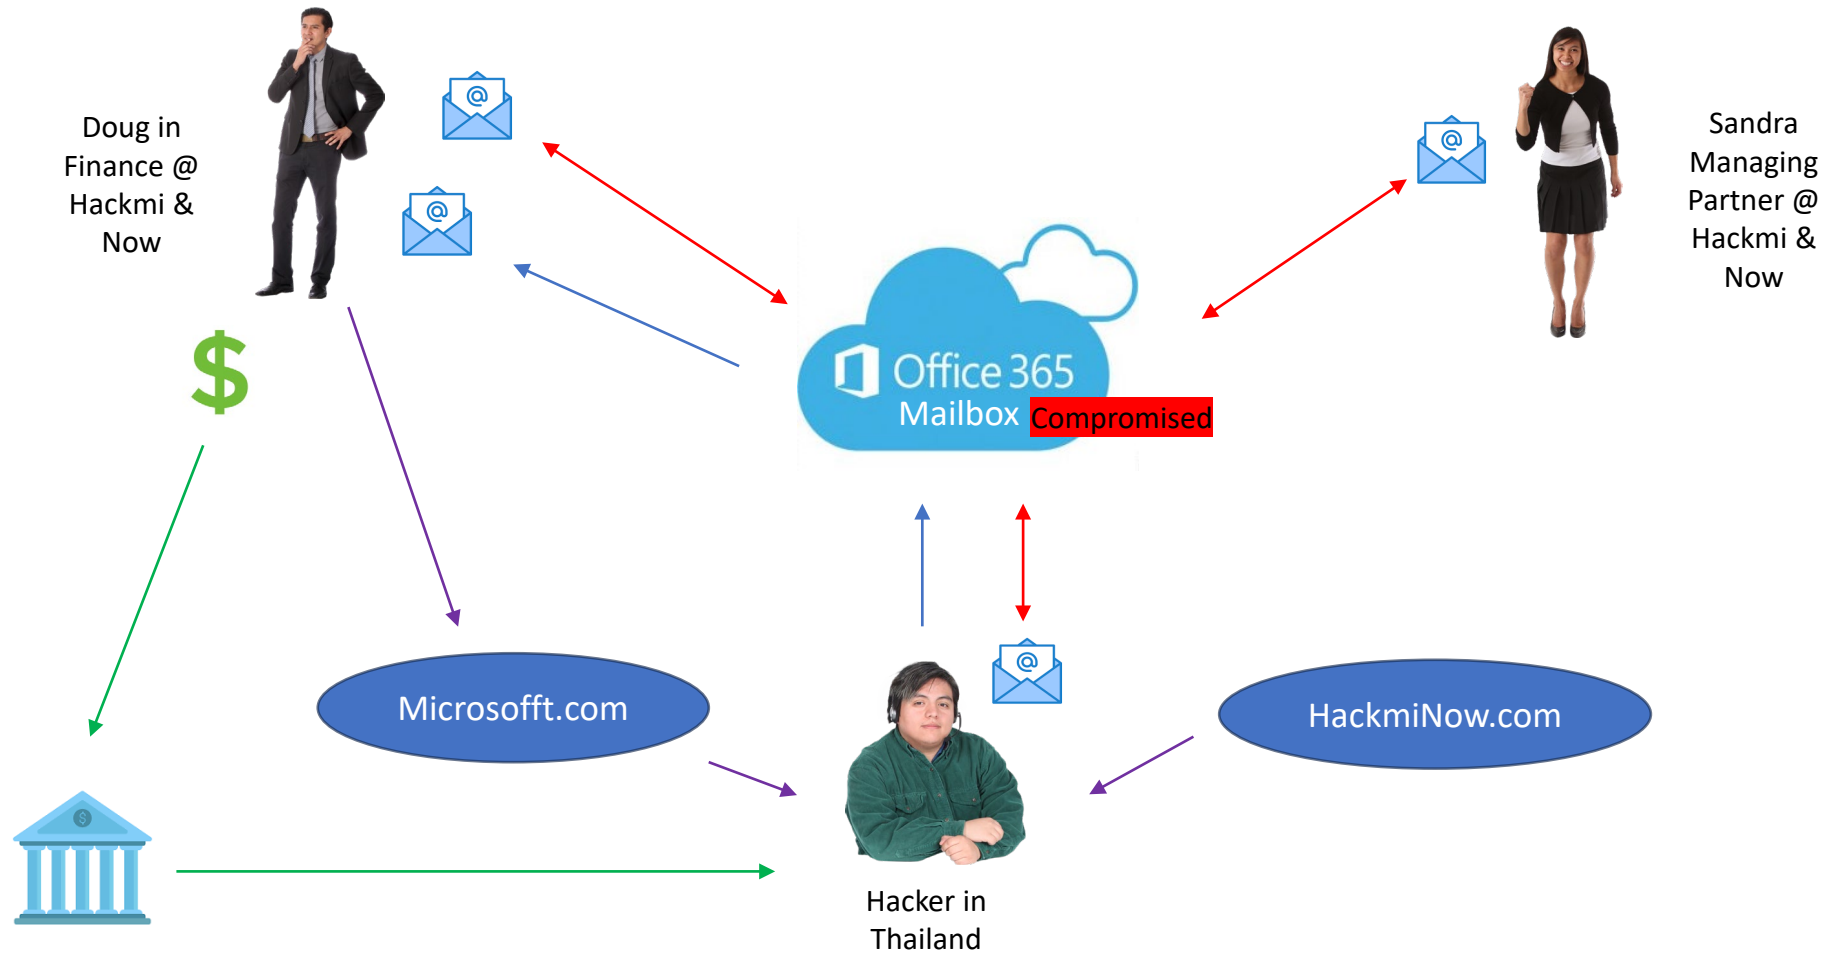 Doug in
Finance @
Hackmi &
Now
Sandra
Managing
Partner @
Hackmi &
Now
Office 365
Mailbox Compromised
Microsofft.com
HackmiNow.com
Hacker in
Thailand
@
@
@
@
$
$